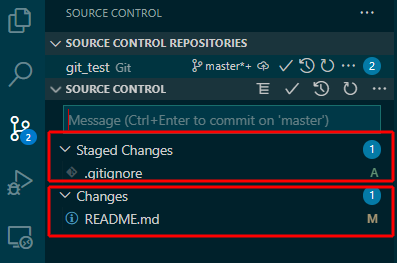 SOURCE CONTROL ...
SOURCE CONTROL REPOSITORIES
git_test Git master*+ ... 2
SOURCE CONTROL ...
Message (Ctrl+Enter to commit on 'master')
2
Staged Changes 1
.gitignore A
Changes 1
README.md M